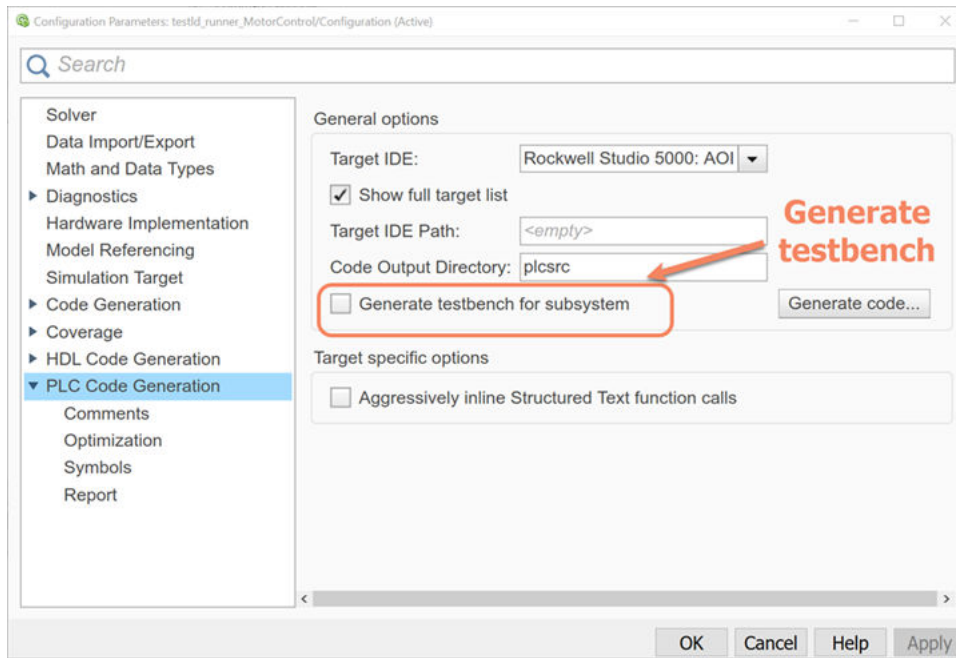 Configuration Parameters: testld_runner_MotorControl/Configuration (Active)
Search
Solver
Data Import/Export
Math and Data Types
Diagnostics
Hardware Implementation
Model Referencing
Simulation Target
Code Generation
Coverage
HDL Code Generation
PLC Code Generation
Comments
Optimization
Symbols
Report
General options
Target IDE: Rockwell Studio 5000: AOI
Show full target list
Target IDE Path: <empty>
Code Output Directory: plcsrc
Generate testbench for subsystem
Generate code...
Generate
testbench
Target specific options
Aggressively inline Structured Text function calls
OK Cancel Help Apply